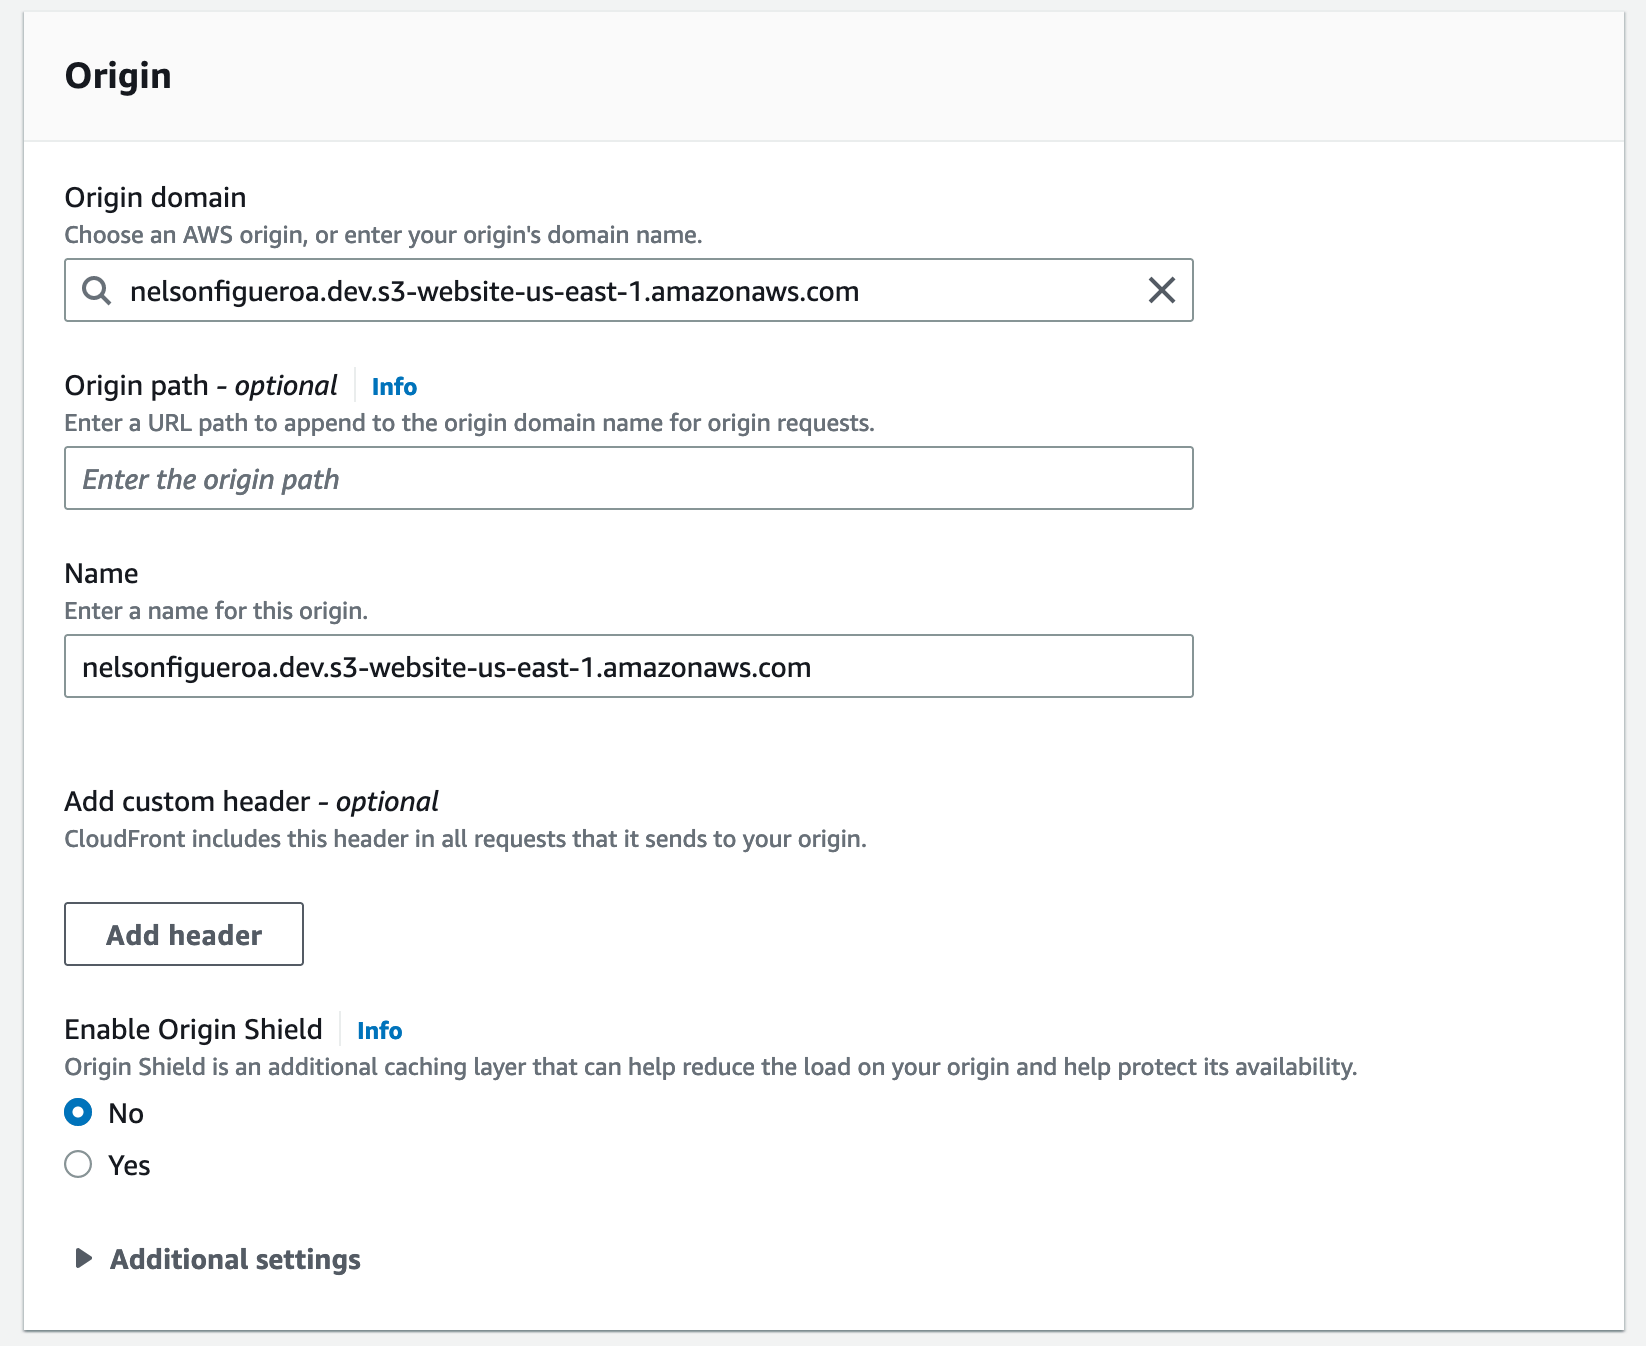 Origin
Origin domain
Choose an AWS origin, or enter your origin's domain name.
nelsonfigueroa.dev.s3-website-us-east-1.amazonaws.com
Origin path - optional Info
Enter a URL path to append to the origin domain name for origin requests.
Enter the origin path
Name
Enter a name for this origin.
nelsonfigueroa.dev.s3-website-us-east-1.amazonaws.com
Add custom header - optional
CloudFront includes this header in all requests that it sends to your origin.
Add header
Enable Origin Shield Info
Origin Shield is an additional caching layer that can help reduce the load on your origin and help protect its availability.
No
Yes
Additional settings